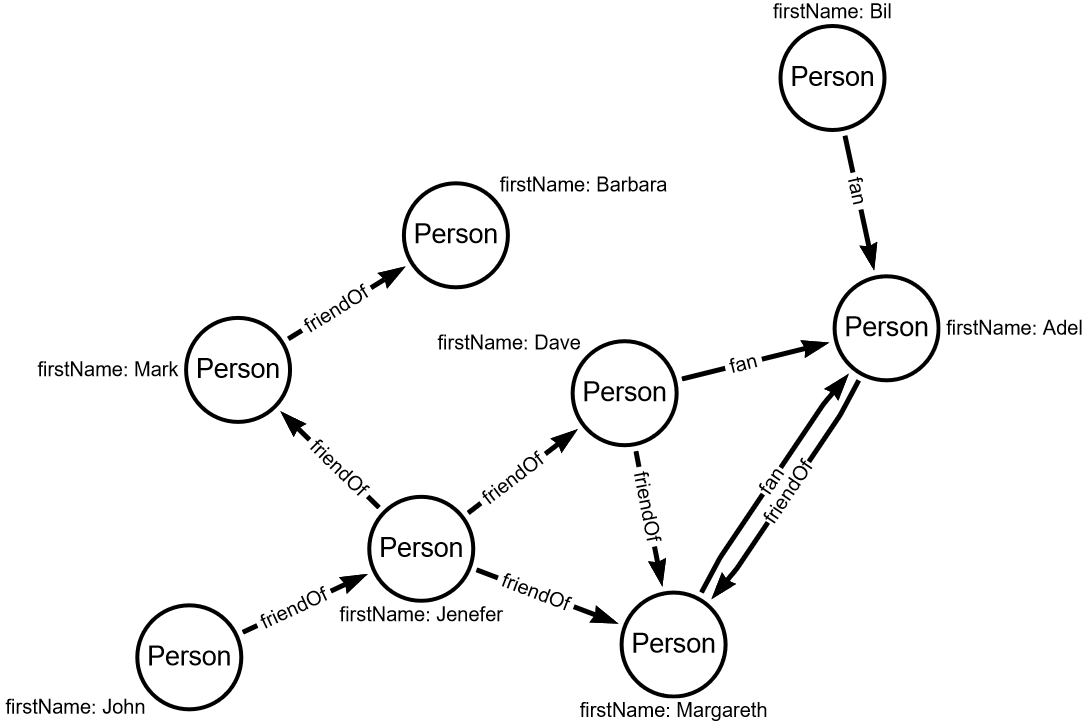 firstName: Bil
Person
fan
firstName: Barbara
Person
friendOf
Person
firstName: Adel
firstName: Dave
fan
firstName: Mark
Person
Person
friendOf
friendOf
friendOf
fan
friendOf
Person
friendOf
friendOf
firstName: Jenefer
Person
Person
firstName: John
firstName: Margareth